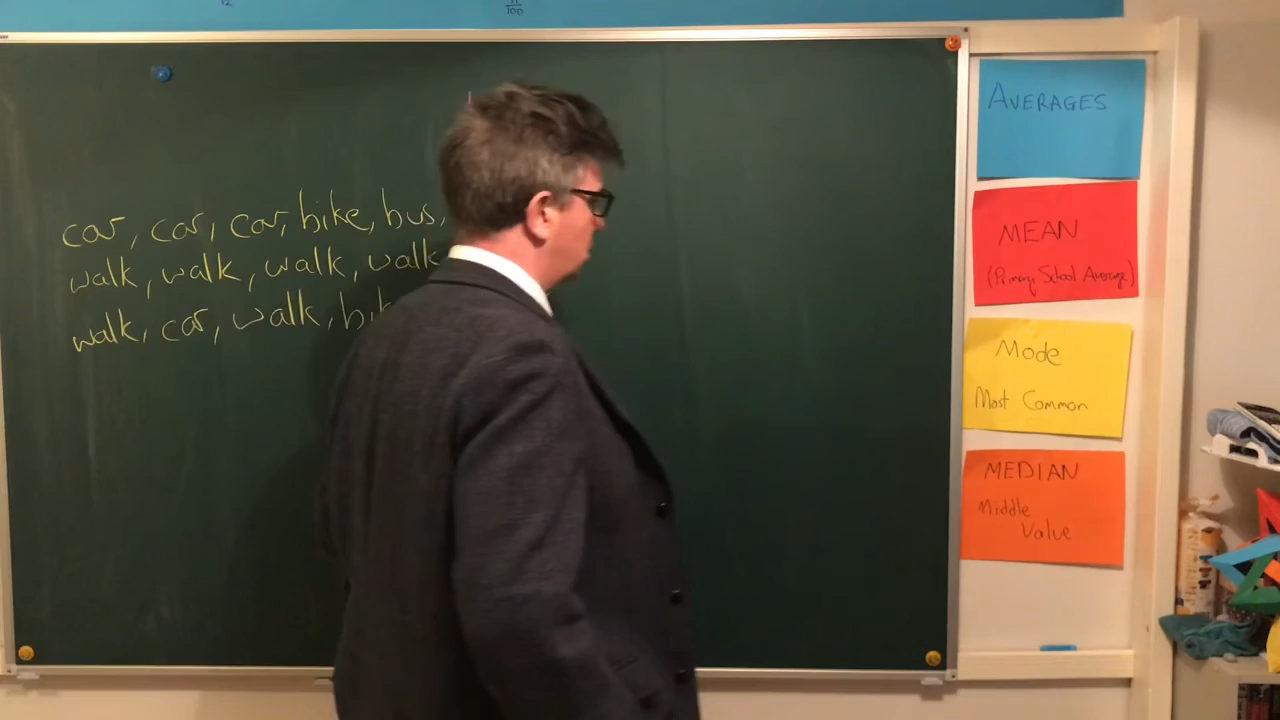 car, car, car, bike, bus,
walk, walk, walk, walk
walk, car, walk,
AVERAGES
MEAN
(Primary School Average)
Mode
Most Common
MEDIAN
Middle
Value